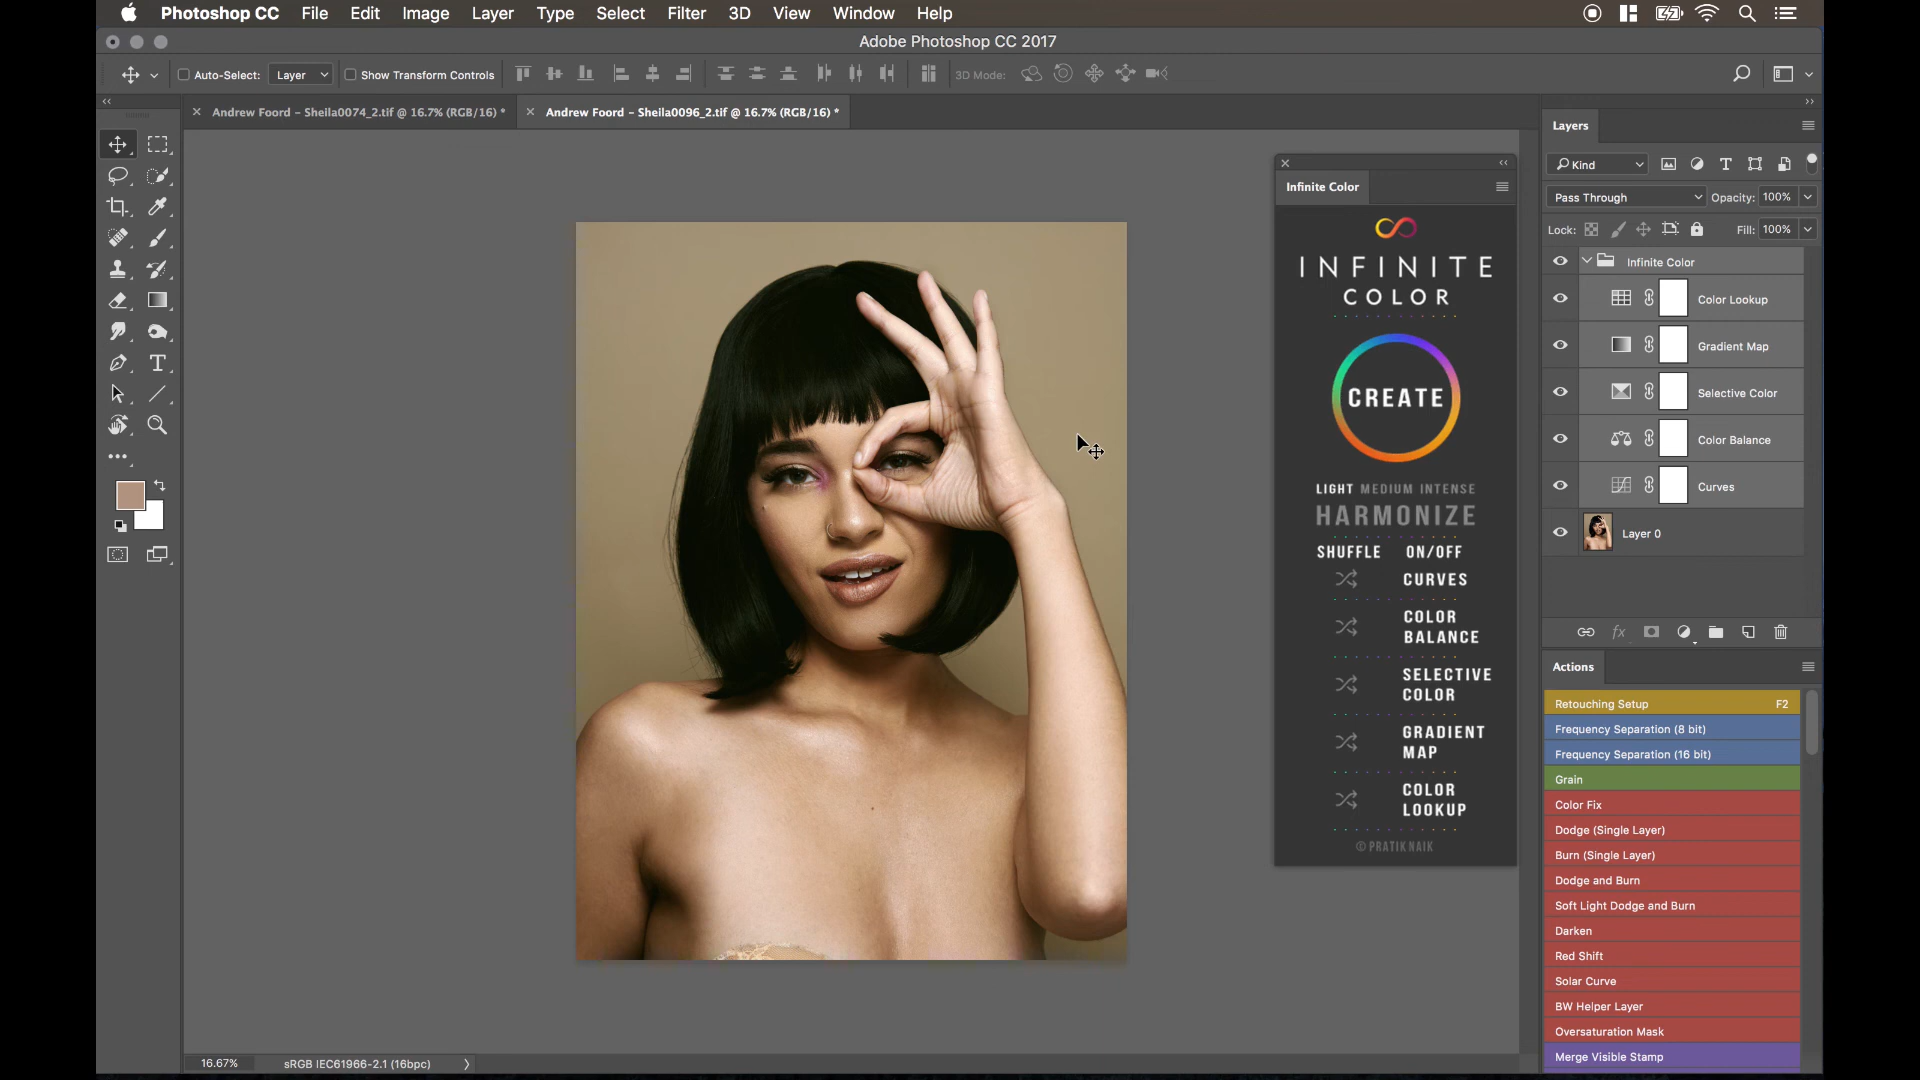 Photoshop CC File Edit Image Layer Type Select Filter 3D View Window Help
Adobe Photoshop CC 2017
Auto-Select: Layer Show Transform Controls 3D Mode:
Andrew Foord - Sheila0074_2.tif @ 16.7% (RGB/16) *
Andrew Foord - Sheila0096_2.tif @ 16.7% (RGB/16) *
Infinite Color
INFINITE
COLOR
CREATE
LIGHT MEDIUM INTENSE
HARMONIZE
SHUFFLE ON/OFF
CURVES
COLOR
BALANCE
SELECTIVE
COLOR
GRADIENT
MAP
COLOR
LOOKUP
© PRATIK NAIK
Layers
Kind
Pass Through Opacity: 100%
Lock: Fill: 100%
Infinite Color
Color Lookup
Gradient Map
Selective Color
Color Balance
Curves
Layer 0
fx
Actions
Retouching Setup F2
Frequency Separation (8 bit)
Frequency Separation (16 bit)
Grain
Color Fix
Dodge (Single Layer)
Burn (Single Layer)
Dodge and Burn
Soft Light Dodge and Burn
Darken
Red Shift
Solar Curve
BW Helper Layer
Oversaturation Mask
Merge Visible Stamp
16.67% sRGB IEC61966-2.1 (16bpc)